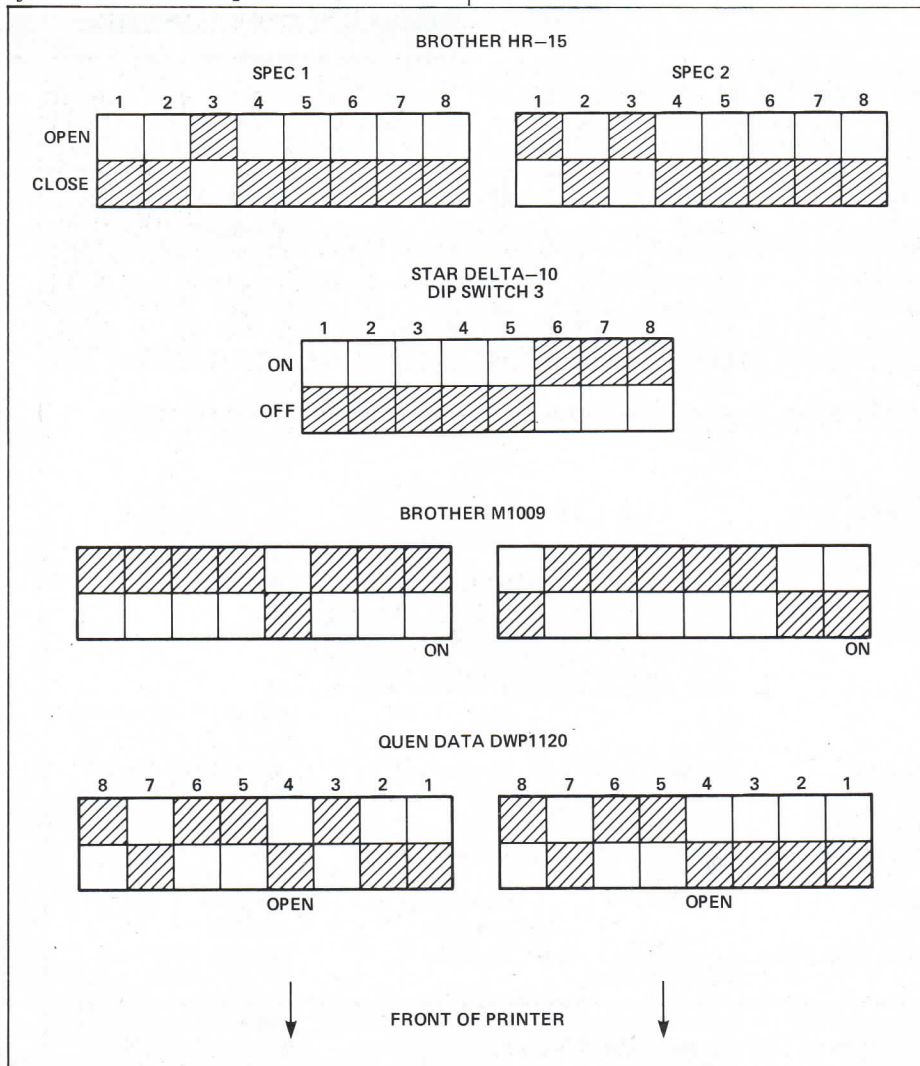 BROTHER HR—15
SPEC 1 SPEC 2
1 2 3 4 5 6 7 8 1 2 3 4 5 6 7 8
OPEN
CLOSE
STAR DELTA—10
DIP SWITCH 3
1 2 3 4 5 6 7 8
ON
OFF
BROTHER M1009
ON ON
QUEN DATA DWP1120
8 7 6 5 4 3 2 1 8 7 6 5 4 3 2 1
OPEN OPEN
FRONT OF PRINTER